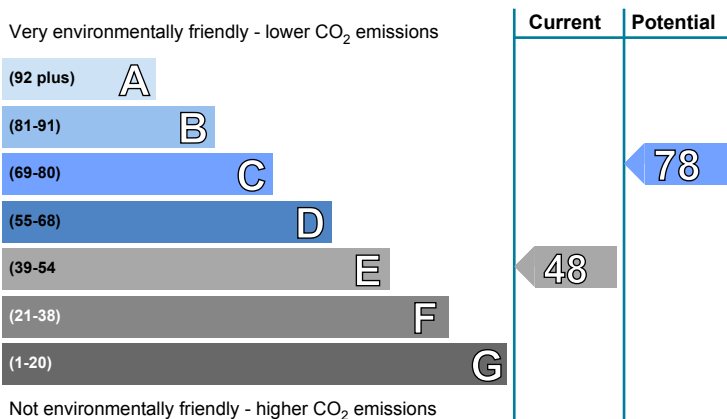 Current Potential
Very environmentally friendly - lower CO₂ emissions
(92 plus) A
(81-91) B
(69-80) C
78
(55-68) D
(39-54 E
48
(21-38) F
(1-20) G
Not environmentally friendly - higher CO₂ emissions